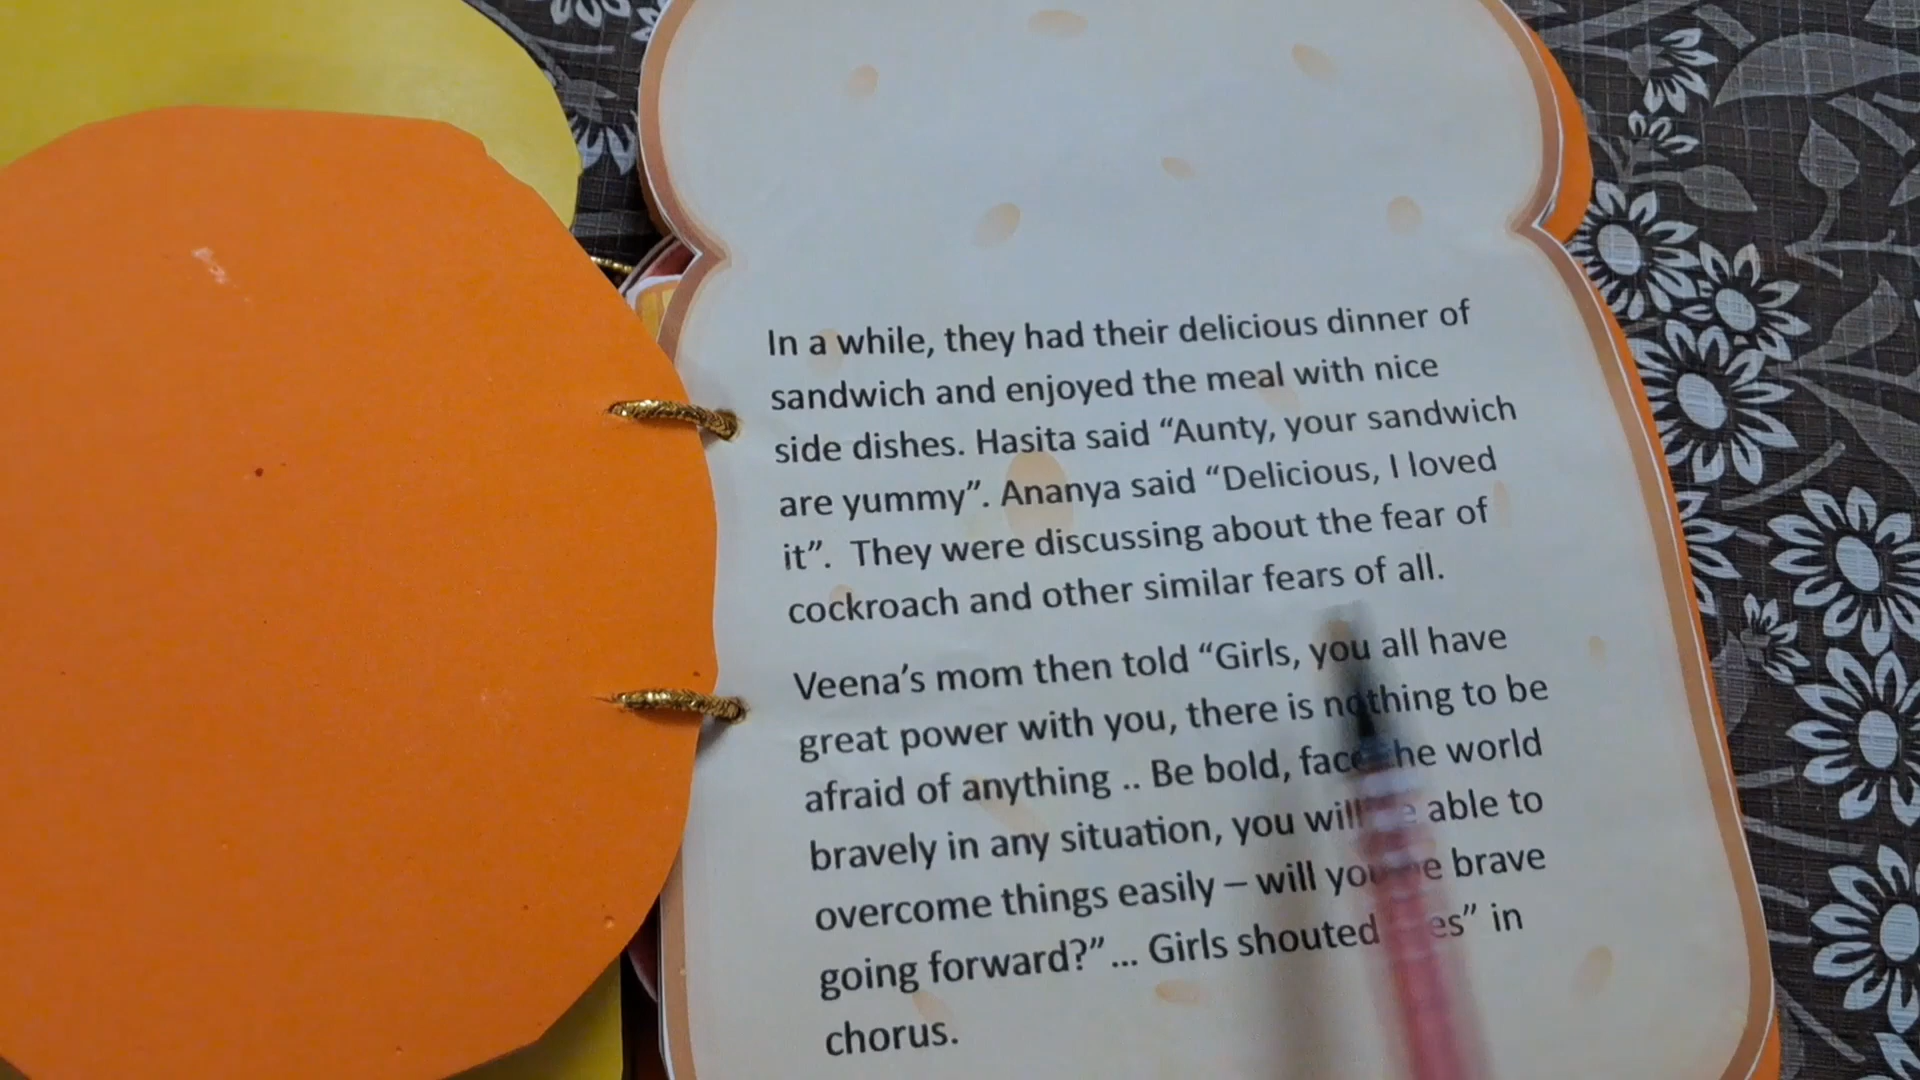 In a while, they had their delicious dinner of
sandwich and enjoyed the meal with nice
side dishes. Hasita said “Aunty, your sandwich
are yummy”. Ananya said “Delicious, I loved
it”. They were discussing about the fear of
cockroach and other similar fears of all.
Veena’s mom then told “Girls, you all have
great power with you, there is nothing to be
afraid of anything .. Be bold, face the world
bravely in any situation, you will able to
overcome things easily – will you brave
going forward?” ... Girls shouted in
chorus.